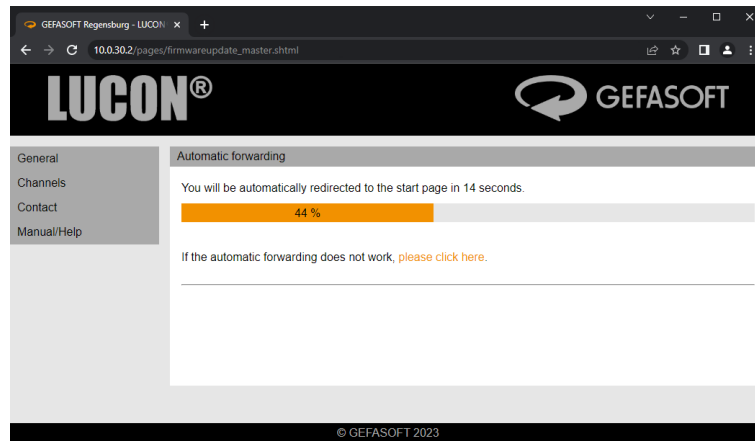 GEFASOFT Regensburg - LUCON
10.0.30.2/pages/firmwareupdate_master.shtml
LUCON®
GEFASOFT
General
Channels
Contact
Manual/Help
Automatic forwarding
You will be automatically redirected to the start page in 14 seconds.
44 %
If the automatic forwarding does not work, please click here.
© GEFASOFT 2023